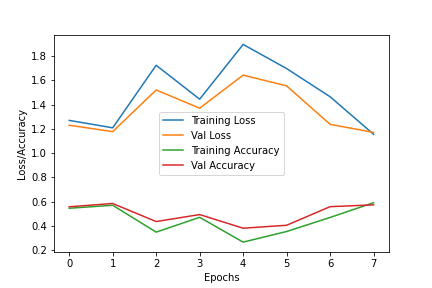 1.8
1.6
1.4
1.2
1.0
0.8
0.6
0.4
0.2
Loss/Accuracy
Training Loss
Val Loss
Training Accuracy
Val Accuracy
0 1 2 3 4 5 6 7
Epochs